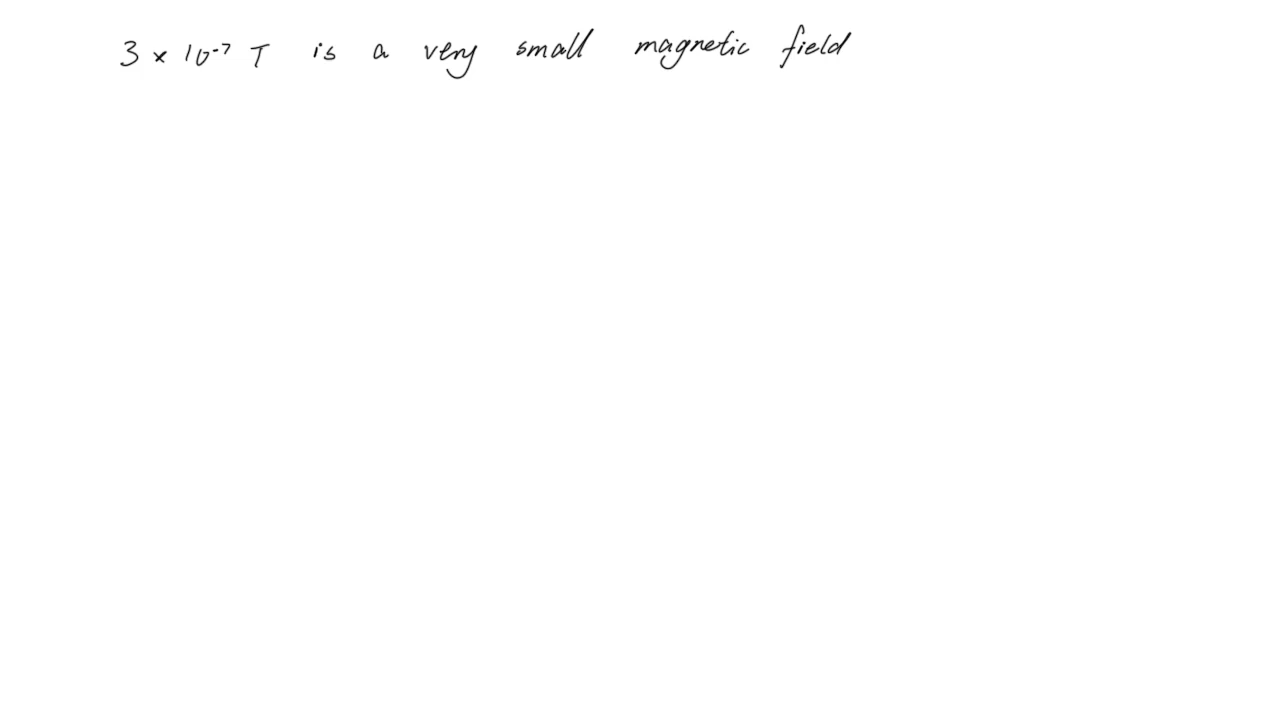 3 × 10⁻⁷ T is a very small magnetic field